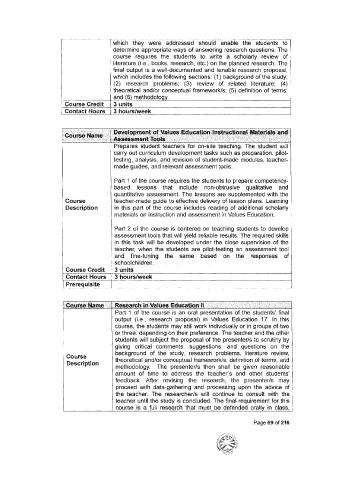 which they were addressed should enable the students to
determine appropriate ways of answering research questions. The
course requires the students to write a scholarly review of
literature (i.e., books, research, etc.) on the planned research. The
final output is a well-documented and tenable research proposal,
which includes the following sections: (1) background of the study;
(2) research problems; (3) review of related literature; (4)
theoretical and/or conceptual framework/s; (5) definition of terms;
and (6) methodology.
Course Credit 3 units
Contact Hours 3 hours/week
Course Name Development of Values Education Instructional Materials and
Assessment Tools
Prepares student teachers for on-site teaching. The student will
carry out curriculum development tasks such as preparation, pilot-
testing, analysis, and revision of student-made modules, teacher-
made guides, and relevant assessment tools.
Part 1 of the course requires the students to prepare competency-
based lessons that include non-obtrusive qualitative and
quantitative assessment. The lessons are supplemented with the
teacher-made guide to effective delivery of lesson plans. Learning
in this part of the course includes reading of additional scholarly
materials on instruction and assessment in Values Education.
Course
Description
Part 2 of the course is centered on teaching students to develop
assessment tools that will yield reliable results. The required skills
in this task will be developed under the close supervision of the
teacher, when the students are pilot-testing an assessment tool
and fine-tuning the same based on the responses of
schoolchildren.
Course Credit 3 units
Contact Hours 3 hours/week
Prerequisite
Course Name Research in Values Education II
Course
Description
Part 1 of the course is an oral presentation of the students' final
output (i.e., research proposal) in Values Education 17. In this
course, the students may still work individually or in groups of two
or three, depending on their preference. The teacher and the other
students will subject the proposal of the presenter/s to scrutiny by
giving critical comments, suggestions, and questions on the
background of the study, research problems, literature review,
theoretical and/or conceptual framework/s, definition of terms, and
methodology. The presenter/s then shall be given reasonable
amount of time to address the teacher's and other students'
feedback. After revising the research, the presenter/s may
proceed with data-gathering and processing upon the advice of
the teacher. The researcher/s will continue to consult with the
teacher until the study is concluded. The final requirement for this
course is a full research that must be defended orally in class,
Page 69 of 216